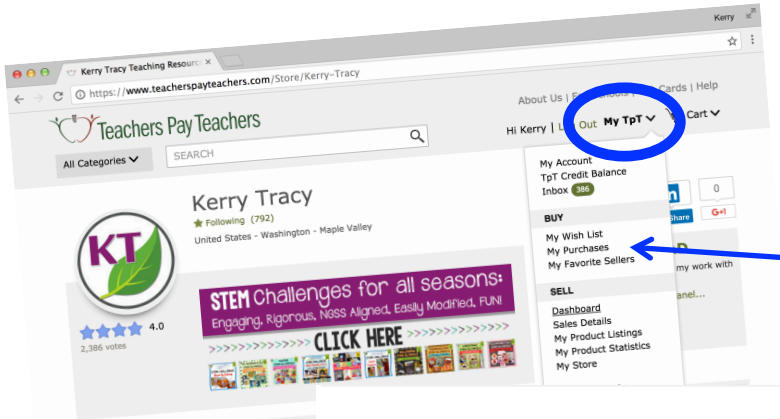 Kerry
Kerry Tracy Teaching Resourc
https://www.teacherspayteachers.com/Store/Kerry-Tracy
About Us | Cards | Help
Teachers Pay Teachers
Hi Kerry | Out My TpT Cart
All Categories
SEARCH
My Account
TpT Credit Balance
Inbox 386
Kerry Tracy
Following (792)
United States - Washington - Maple Valley
0
Share
G+1
BUY
My Wish List
My Purchases
My Favorite Sellers
my work with
anel...
KT
STEM Challenges for all seasons:
Engaging, Rigorous, NGSS Aligned, Easily Modified, FUN!
>>>>>>>>>> CLICK HERE >>>>>>>>>>
4.0
2,386 votes
SELL
Dashboard
Sales Details
My Product Listings
My Product Statistics
My Store